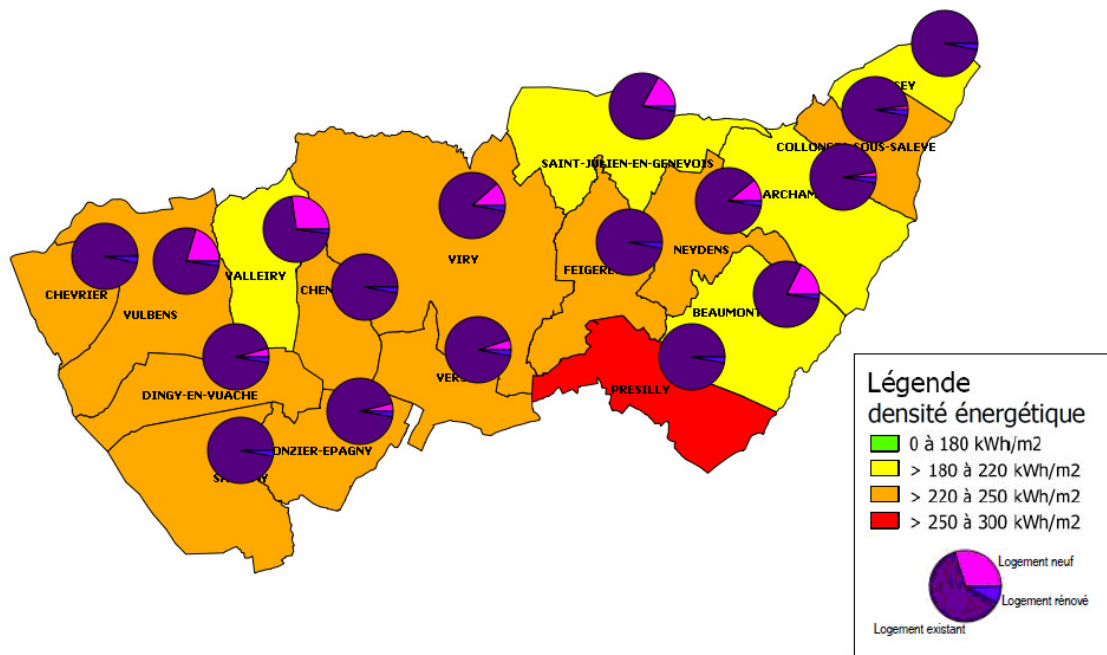 SEY
COLLONGES-SOUS-SALEVE
SAINT-JULIEN-EN-GENEVOIS
ARCHAM
NEYDENS
VIRY
FEIGERE
VALLEIRY
CHEN
CHEVRIER
VULBENS
BEAUMONT
VERS
PRESILLY
DINGY-EN-VUACHE
ONZIER-EPAGNY
Légende
densité énergétique
0 à 180 kWh/m2
> 180 à 220 kWh/m2
> 220 à 250 kWh/m2
> 250 à 300 kWh/m2
Logement neuf
Logement rénové
Logement existant